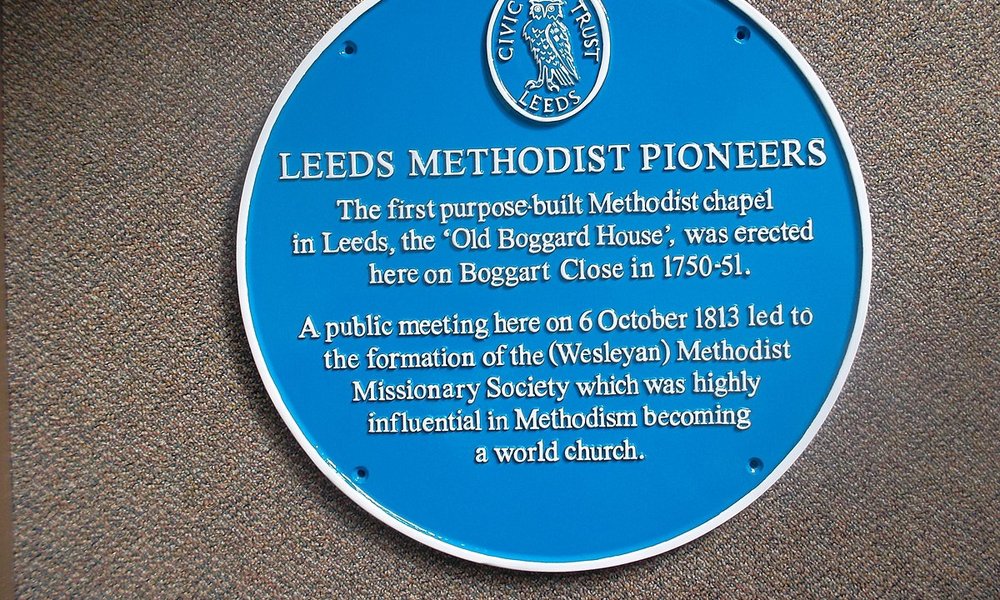 CIVIC TRUST
LEEDS
LEEDS METHODIST PIONEERS
The first purpose-built Methodist chapel
in Leeds, the ‘Old Boggard House’, was erected
here on Boggart Close in 1750-51.
A public meeting here on 6 October 1813 led to
the formation of the (Wesleyan) Methodist
Missionary Society which was highly
influential in Methodism becoming
a world church.